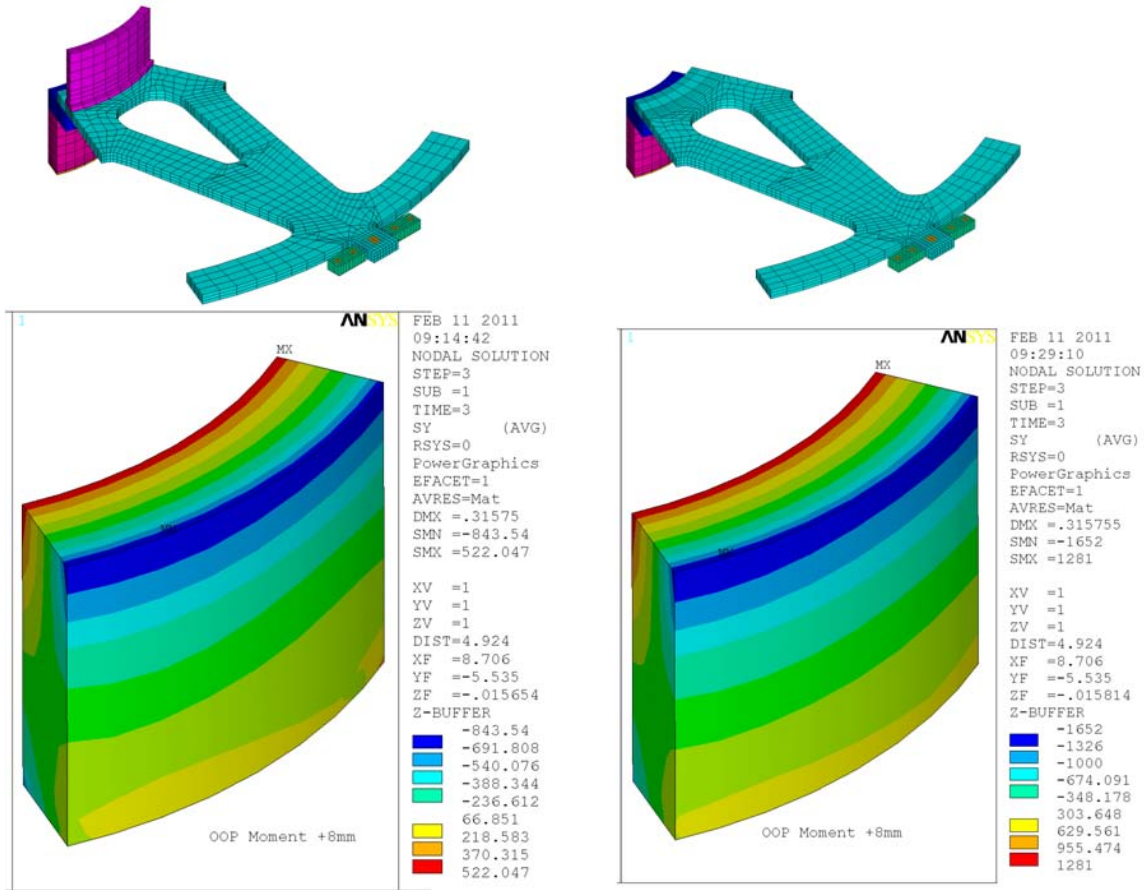 1
ANSYS
FEB 11 2011
09:14:42
NODAL SOLUTION
STEP=3
SUB =1
TIME=3
SY (AVG)
RSYS=0
PowerGraphics
EFACET=1
AVRES=Mat
DMX =.31575
SMN =-843.54
SMX =522.047
XV =1
YV =1
ZV =1
DIST=4.924
XF =8.706
YF =-5.535
ZF =-.015654
Z-BUFFER
-843.54
-691.808
-540.076
-388.344
-236.612
66.851
218.583
370.315
522.047
MX
MN
OOP Moment +8mm
1
ANSYS
FEB 11 2011
09:29:10
NODAL SOLUTION
STEP=3
SUB =1
TIME=3
SY (AVG)
RSYS=0
PowerGraphics
EFACET=1
AVRES=Mat
DMX =.315755
SMN =-1652
SMX =1281
XV =1
YV =1
ZV =1
DIST=4.924
XF =8.706
YF =-5.535
ZF =-.015814
Z-BUFFER
-1652
-1326
-1000
-674.091
-348.178
303.648
629.561
955.474
1281
MX
MN
OOP Moment +8mm